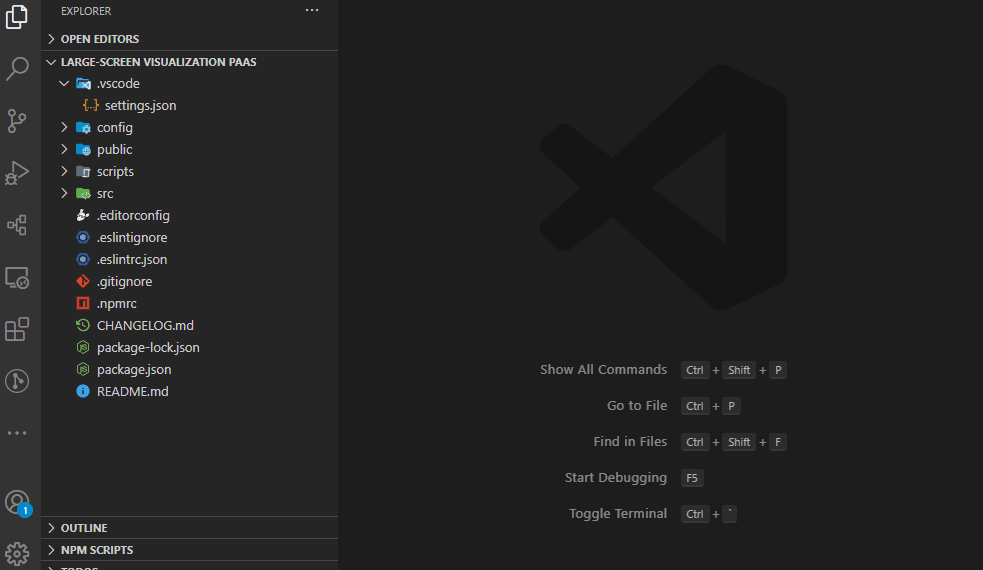 EXPLORER
OPEN EDITORS
LARGE-SCREEN VISUALIZATION PAAS
.vscode
{..} settings.json
config
public
scripts
src
.editorconfig
.eslintignore
.eslintrc.json
.gitignore
.npmrc
CHANGELOG.md
package-lock.json
package.json
README.md
OUTLINE
NPM SCRIPTS
TODOS
1
Show All Commands Ctrl + Shift + P
Go to File Ctrl + P
Find in Files Ctrl + Shift + F
Start Debugging F5
Toggle Terminal Ctrl + `